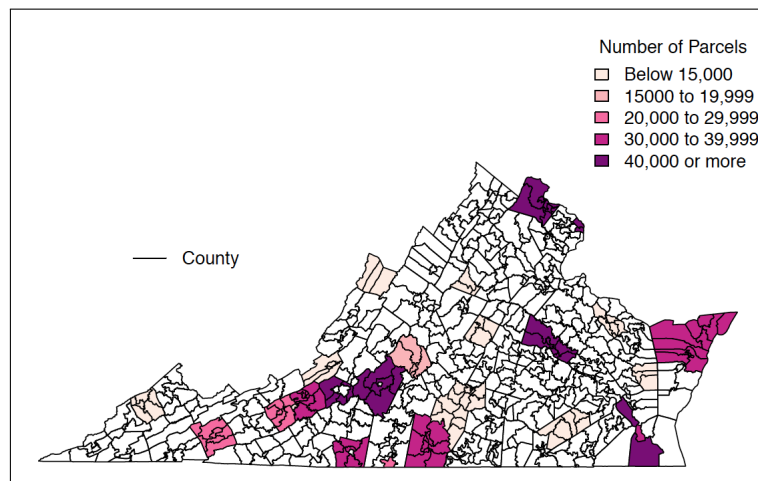 Number of Parcels
Below 15,000
15000 to 19,999
20,000 to 29,999
30,000 to 39,999
40,000 or more
County